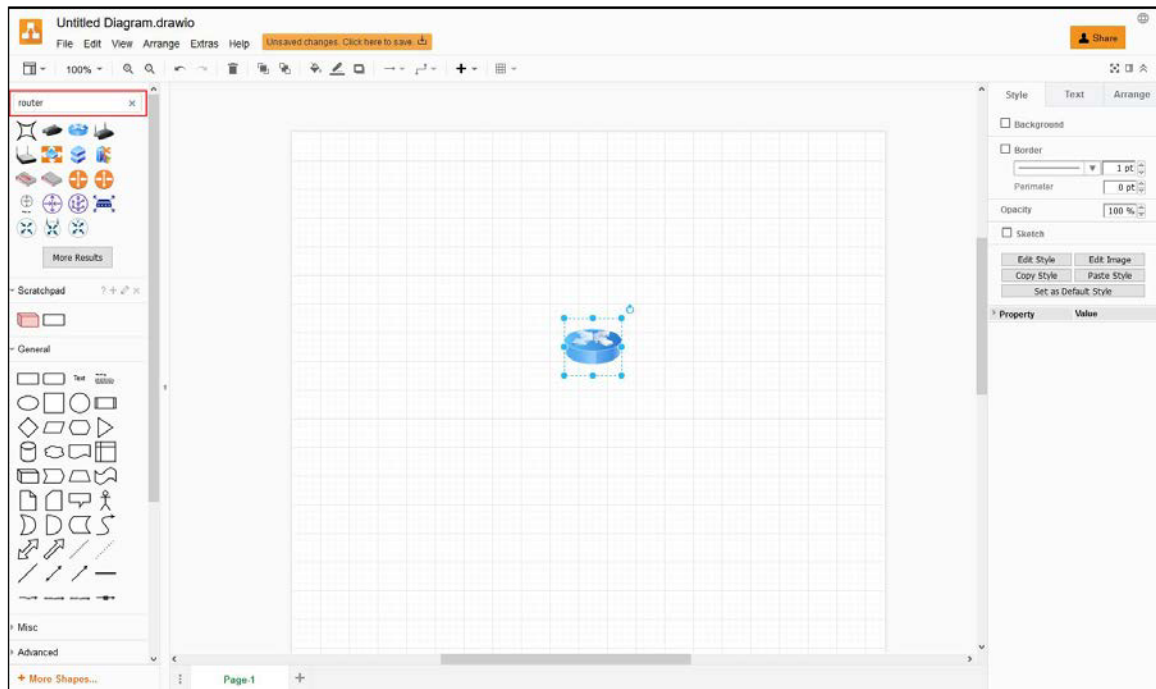 Untitled Diagram.drawio
File Edit View Arrange Extras Help Unsaved changes. Click here to save.
Share
100%
router
More Results
Scratchpad
General
Text
Misc
Advanced
+ More Shapes...
Page-1
Style Text Arrange
Background
Border
1 pt
Perimeter 0 pt
Opacity 100 %
Sketch
Edit Style Edit Image
Copy Style Paste Style
Set as Default Style
Property Value